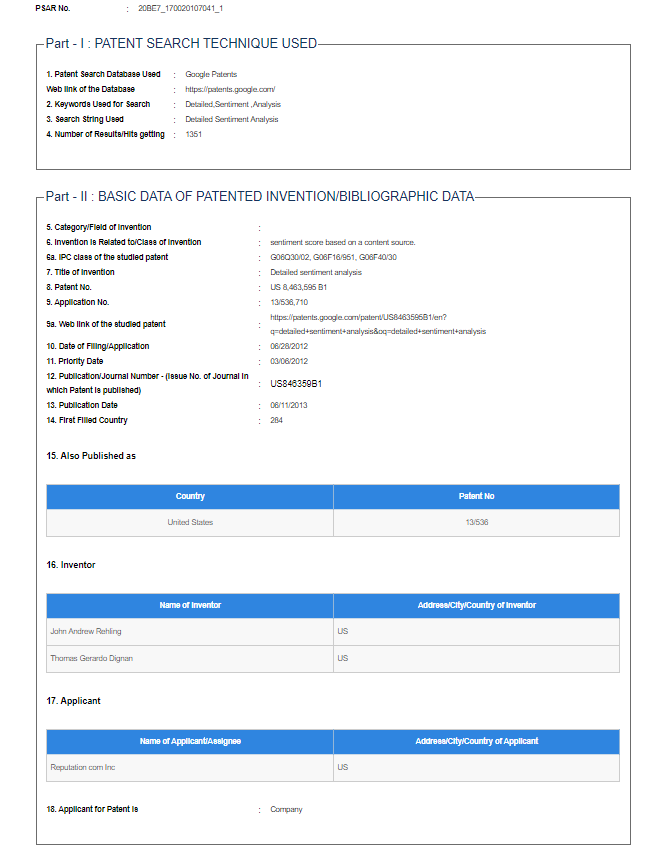 PSAR No. : 20BE7_170020107041_1
Part - I : PATENT SEARCH TECHNIQUE USED
1. Patent Search Database Used : Google Patents
Web link of the Database : https://patents.google.com/
2. Keywords Used for Search : Detailed,Sentiment ,Analysis
3. Search String Used : Detailed Sentiment Analysis
4. Number of Results/Hits getting : 1351
Part - II : BASIC DATA OF PATENTED INVENTION/BIBLIOGRAPHIC DATA
5. Category/Field of Invention :
6. Invention is Related to/Class of Invention : sentiment score based on a content source.
6a. IPC class of the studied patent : G06Q30/02, G06F16/951, G06F40/30
7. Title of Invention : Detailed sentiment analysis
8. Patent No. : US 8,463,595 B1
9. Application No. : 13/536,710
9a. Web link of the studied patent : https://patents.google.com/patent/US8463595B1/en?
q=detailed+sentiment+analysis&oq=detailed+sentiment+analysis
10. Date of Filing/Application : 06/28/2012
11. Priority Date : 03/06/2012
12. Publication/Journal Number - (Issue No. of Journal in
which Patent is published) : US846359B1
13. Publication Date : 06/11/2013
14. First Filled Country : 284
15. Also Published as
Country Patent No
United States 13/536
16. Inventor
Name of Inventor Address/City/Country of Inventor
John Andrew Rehling US
Thomas Gerardo Dignan US
17. Applicant
Name of Applicant/Assignee Address/City/Country of Applicant
Reputation com Inc US
18. Applicant for Patent is : Company